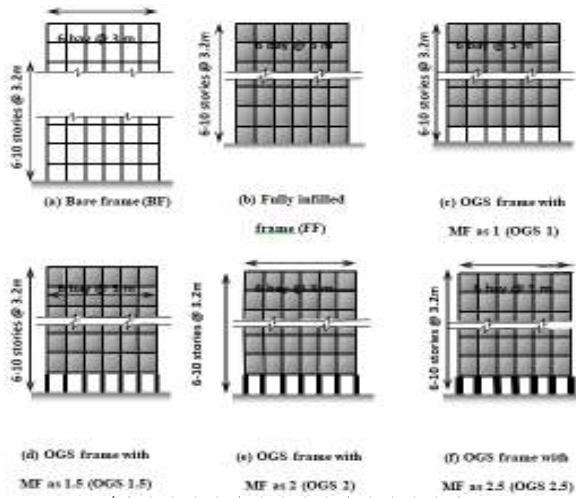 6 bay @ 3 m
6-10 stories @ 3.2m
(a) Bare frame (BF)
6 bay @ 3 m
6-10 stories @ 3.2m
(b) Fully infilled
frame (FF)
6 bay @ 3 m
6-10 stories @ 3.2m
(c) OGS frame with
MF as 1 (OGS 1)
6 bay @ 3 m
6-10 stories @ 3.2m
(d) OGS frame with
MF as 1.5 (OGS 1.5)
6 bay @ 3 m
6-10 stories @ 3.2m
(e) OGS frame with
MF as 2 (OGS 2)
6 bay @ 3 m
6-10 stories @ 3.2m
(f) OGS frame with
MF as 2.5 (OGS 2.5)